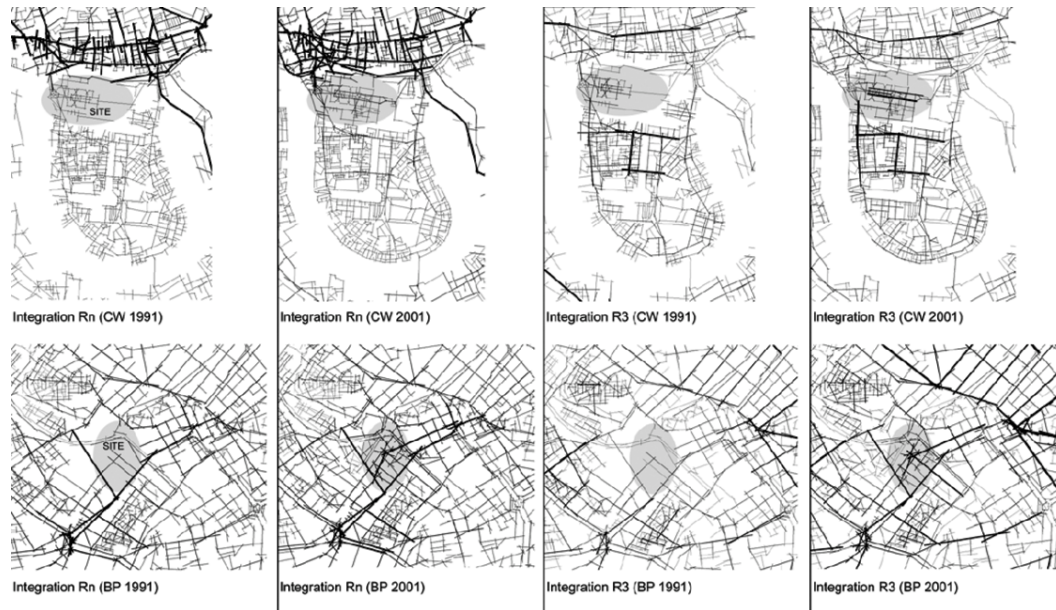 SITE
Integration Rn (CW 1991)
Integration Rn (CW 2001)
Integration R3 (CW 1991)
Integration R3 (CW 2001)
SITE
Integration Rn (BP 1991)
Integration Rn (BP 2001)
Integration R3 (BP 1991)
Integration R3 (BP 2001)